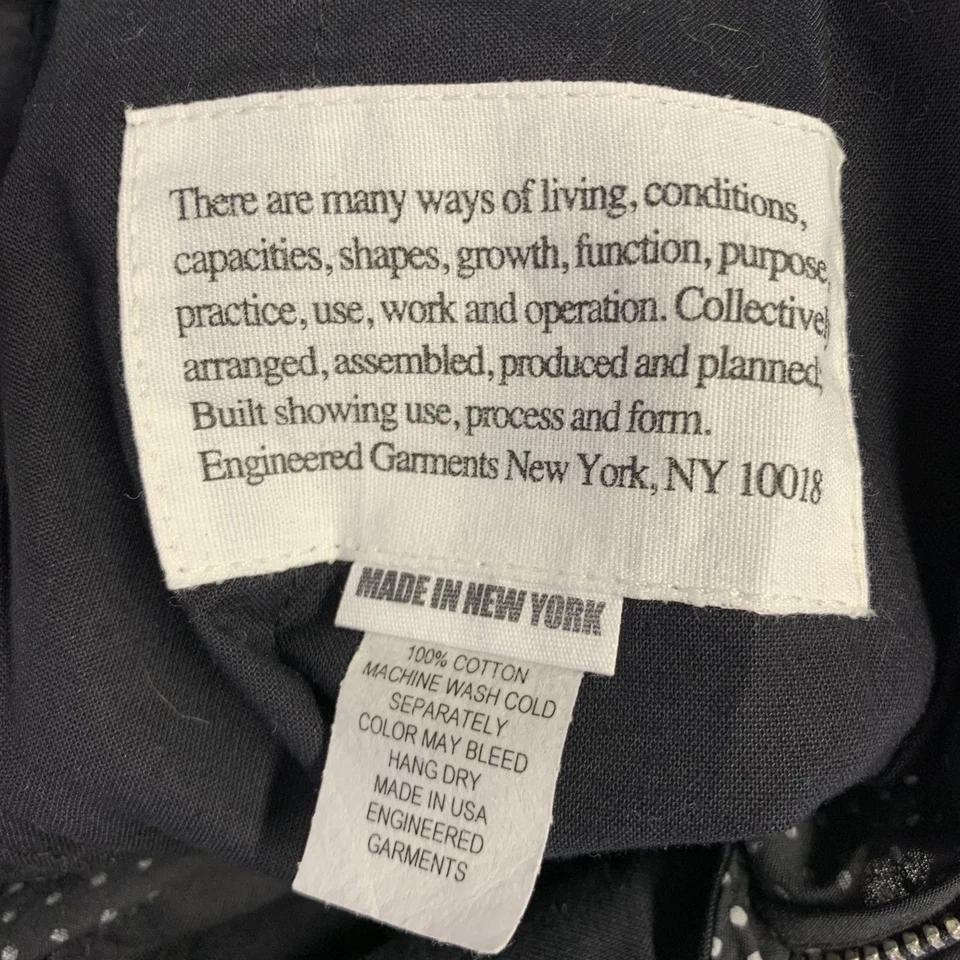 There are many ways of living, conditions,
capacities, shapes, growth, function, purpose,
practice, use, work and operation. Collectively
arranged, assembled, produced and planned,
Built showing use, process and form.
Engineered Garments New York, NY 10018
MADE IN NEW YORK
100% COTTON
MACHINE WASH COLD
SEPARATELY
COLOR MAY BLEED
HANG DRY
MADE IN USA
ENGINEERED
GARMENTS